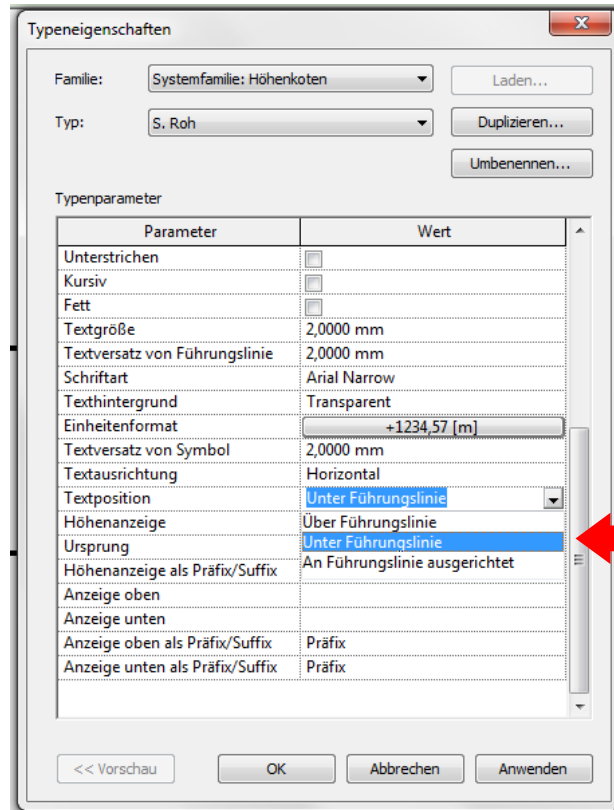 Typeneigenschaften
Familie: Systemfamilie: Höhenkoten Laden...
Typ: S. Roh Duplizieren...
Umbenennen...
Typenparameter
Parameter Wert
Unterstrichen
Kursiv
Fett
Textgröße 2,0000 mm
Textversatz von Führungslinie 2,0000 mm
Schriftart Arial Narrow
Texthintergrund Transparent
Einheitenformat +1234,57 [m]
Textversatz von Symbol 2,0000 mm
Textausrichtung Horizontal
Textposition Unter Führungslinie
Höhenanzeige Über Führungslinie
Ursprung Unter Führungslinie
Höhenanzeige als Präfix/Suffix An Führungslinie ausgerichtet
Anzeige oben
Anzeige unten
Anzeige oben als Präfix/Suffix Präfix
Anzeige unten als Präfix/Suffix Präfix
<< Vorschau OK Abbrechen Anwenden